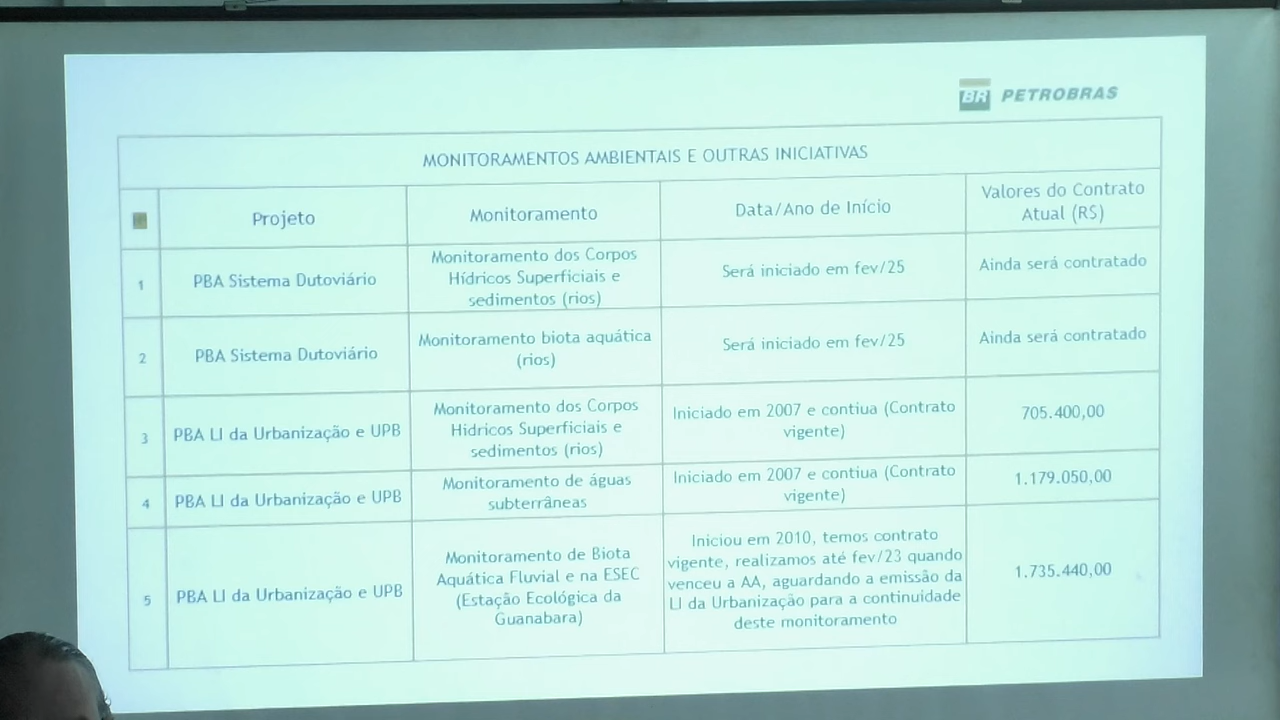 BR PETROBRAS
MONITORAMENTOS AMBIENTAIS E OUTRAS INICIATIVAS
Projeto
Monitoramento
Data/Ano de Início
Valores do Contrato
Atual (R$)
1
PBA Sistema Dutoviário
Monitoramento dos Corpos
Hídricos Superficiais e
sedimentos (rios)
Será iniciado em fev/25
Ainda será contratado
2
PBA Sistema Dutoviário
Monitoramento biota aquática
(rios)
Será iniciado em fev/25
Ainda será contratado
3
PBA LI da Urbanização e UPB
Monitoramento dos Corpos
Hidricos Superficiais e
sedimentos (rios)
Iniciado em 2007 e contiua (Contrato
vigente)
705.400,00
4
PBA LI da Urbanização e UPB
Monitoramento de águas
subterrâneas
Iniciado em 2007 e contiua (Contrato
vigente)
1.179.050,00
5
PBA LI da Urbanização e UPB
Monitoramento de Biota
Aquática Fluvial e na ESEC
(Estação Ecológica da
Guanabara)
Iniciou em 2010, temos contrato
vigente, realizamos até fev/23 quando
venceu a AA, aguardando a emissão da
LI da Urbanização para a continuidade
deste monitoramento
1.735.440,00